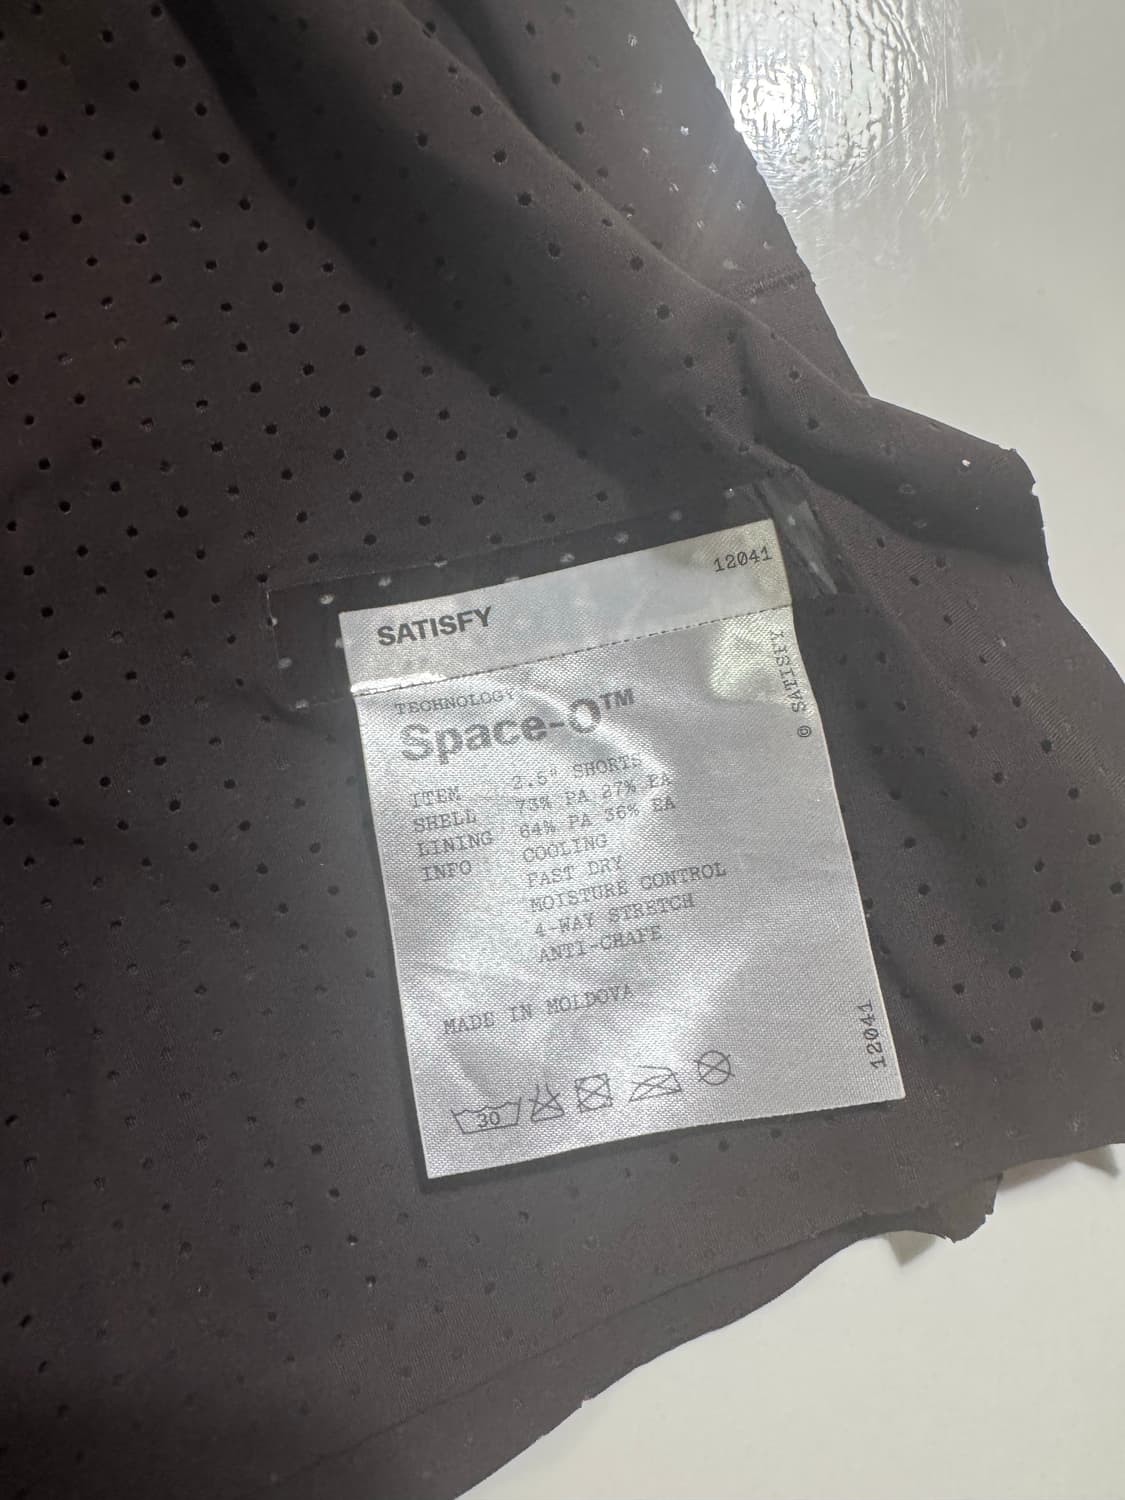 12041
SATISFY
© SATISFY
TECHNOLOGY
Space-O™
ITEM 2.5" SHORTS
SHELL 73% PA 27% EA
LINING 64% PA 36% EA
INFO COOLING
FAST DRY
MOISTURE CONTROL
4-WAY STRETCH
ANTI-CHAFE
MADE IN MOLDOVA
12041
30